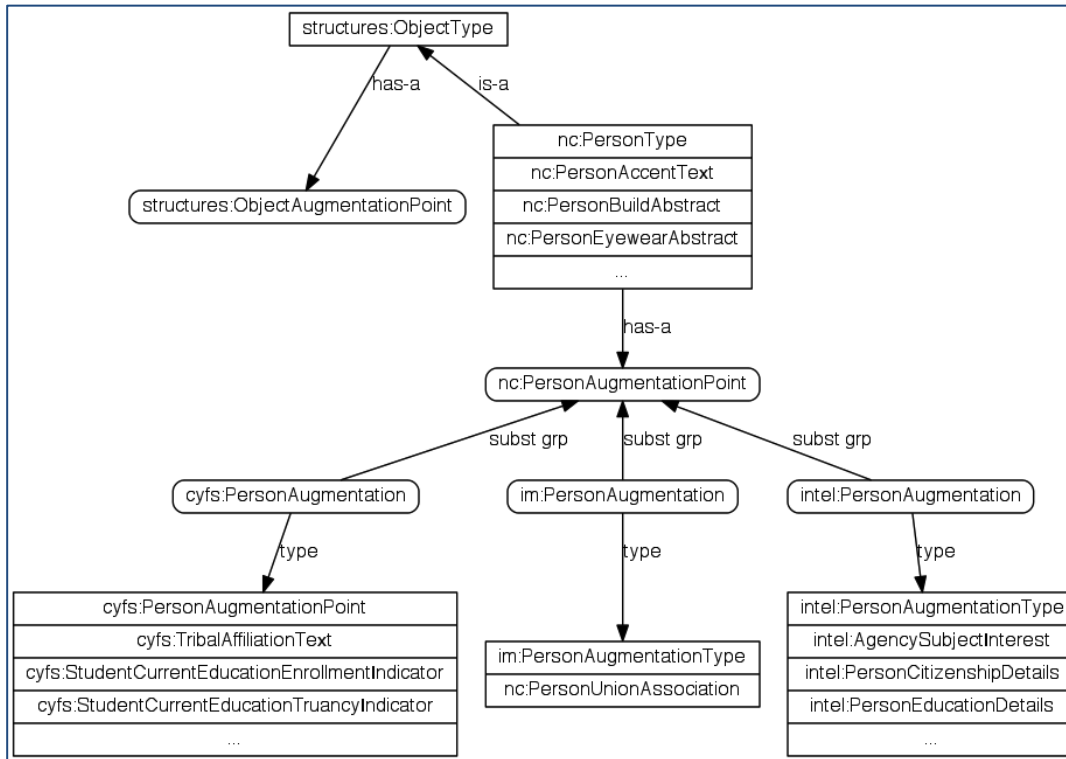 structures:ObjectType
has-a
is-a
nc:PersonType
nc:PersonAccentText
structures:ObjectAugmentationPoint
nc:PersonBuildAbstract
nc:PersonEyewearAbstract
...
has-a
nc:PersonAugmentationPoint
subst grp
subst grp
subst grp
cyfs:PersonAugmentation
im:PersonAugmentation
intel:PersonAugmentation
type
type
type
cyfs:PersonAugmentationPoint
cyfs:TribalAffiliationText
cyfs:StudentCurrentEducationEnrollmentIndicator
cyfs:StudentCurrentEducationTruancyIndicator
...
im:PersonAugmentationType
nc:PersonUnionAssociation
intel:PersonAugmentationType
intel:AgencySubjectInterest
intel:PersonCitizenshipDetails
intel:PersonEducationDetails
...